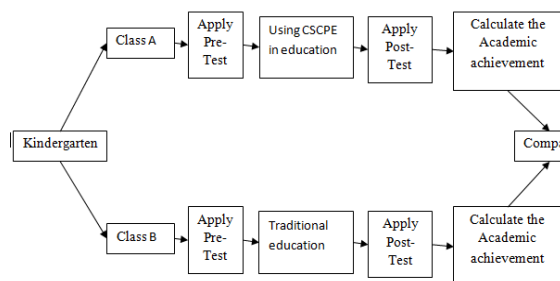 Class A
Apply
Pre-
Test
Using CSCPE
in education
Apply
Post-
Test
Calculate the
Academic
achievement
Kindergarten
Compa
Class B
Apply
Pre-
Test
Traditional
education
Apply
Post-
Test
Calculate the
Academic
achievement